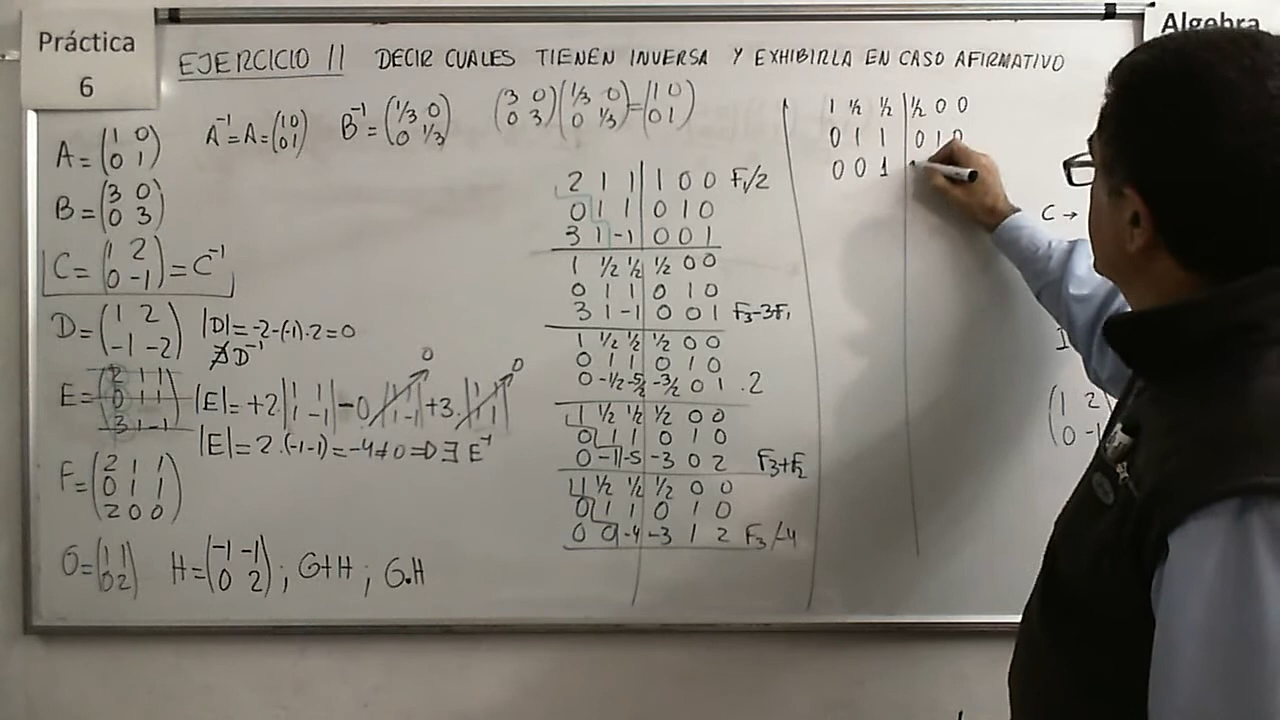 Práctica
6
Algebra
EJERCICIO 11 DECIR CUALES TIENEN INVERSA Y EXHIBIRLA EN CASO AFIRMATIVO
A = (1 0
0 1)
A⁻¹ = A = (1 0
0 1)
B⁻¹ = (1/3 0
0 1/3)
(3 0
0 3) (1/3 0
0 1/3) = (1 0
0 1)
B = (3 0
0 3)
C = (1 2
0 -1) = C⁻¹
D = (1 2
-1 -2)
|D| = -2-(-1)·2 = 0
∄ D⁻¹
E = (2 1 1
0 1 1
3 1 -1)
|E| = +2·|1 1
1 -1| - 0 |1 1
1 -1| + 3·|1 1
1 1|
0
0
|E| = 2·(-1-1) = -4 ≠ 0 ⇒ ∃ E⁻¹
F = (2 1 1
0 1 1
2 0 0)
G = (1 1
0 2)
H = (-1 -1
0 2) ; G+H ; G.H
2 1 1 | 1 0 0 F₁/2
0 1 1 | 0 1 0
3 1 -1 | 0 0 1
1 1/2 1/2 | 1/2 0 0
0 1 1 | 0 1 0
3 1 -1 | 0 0 1 F₃-3F₁
1 1/2 1/2 | 1/2 0 0
0 1 1 | 0 1 0
0 -1/2 -5/2 | -3/2 0 1 .2
1 1/2 1/2 | 1/2 0 0
0 1 1 | 0 1 0
0 -1 -5 | -3 0 2 F₃+F₂
1 1/2 1/2 | 1/2 0 0
0 1 1 | 0 1 0
0 0 -4 | -3 1 2 F₃/-4
1 1/2 1/2 | 1/2 0 0
0 1 1 | 0 1 0
0 0 1 |
C →
(1 2
0 -1